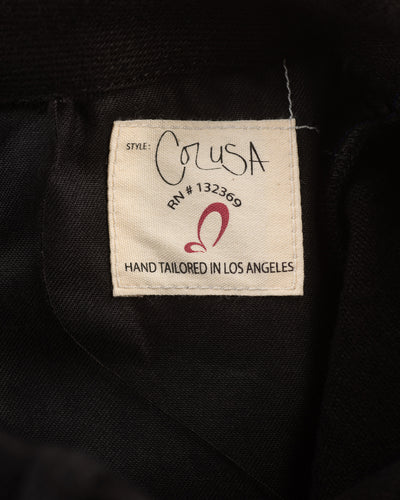 STYLE: COLUSA
RN # 132369
HAND TAILORED IN LOS ANGELES